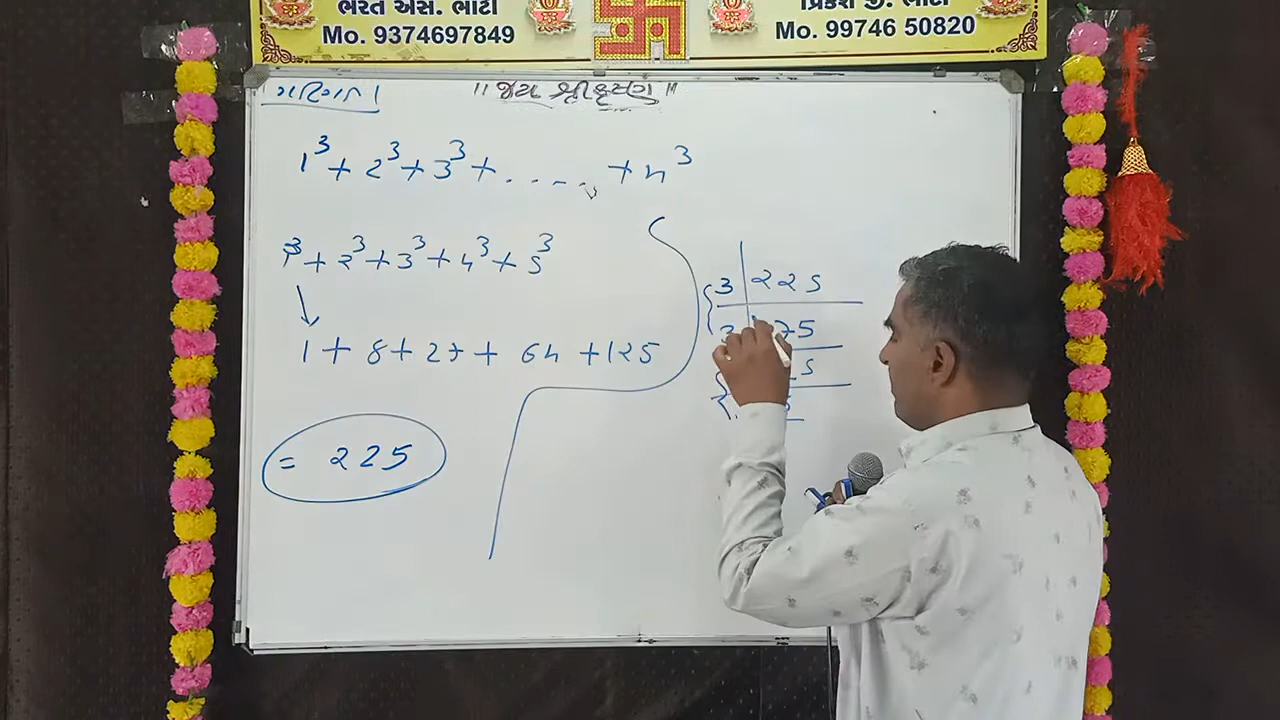 ભરત એસ. ભાટી
Mo. 9374697849
પ્રિકેશ જી. ભાટી
Mo. 99746 50820
ગણિત
"જય શ્રીકૃષ્ણ"
1³ + 2³ + 3³ + ..... + n³
1³ + 2³ + 3³ + 4³ + 5³
1 + 8 + 27 + 64 + 125
= 225
3 225
75
5